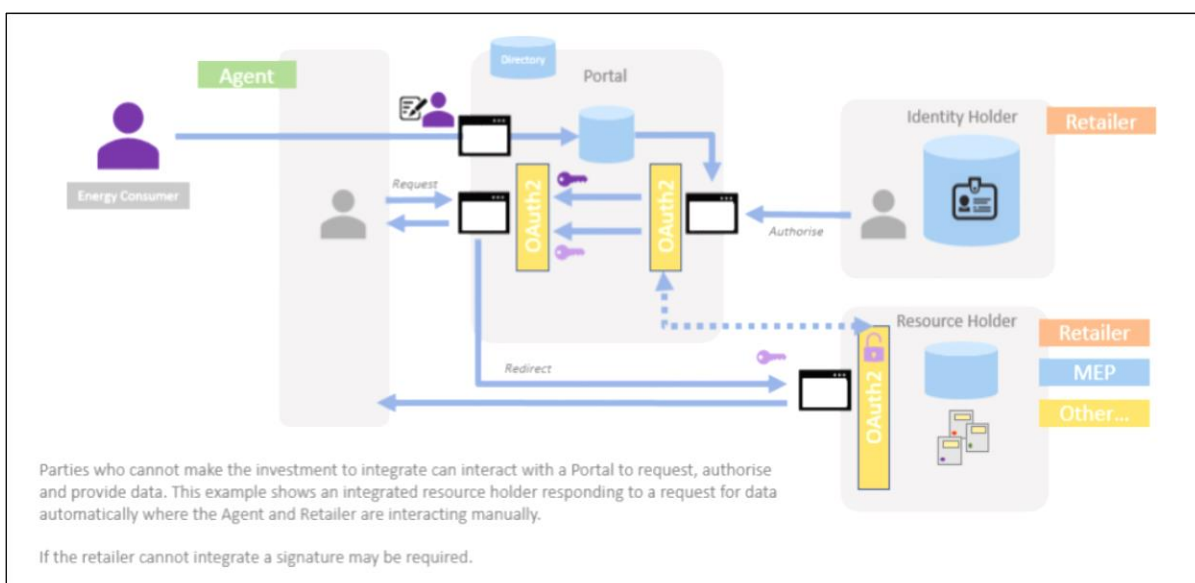 Directory
Agent
Portal
Identity Holder
Retailer
Energy Consumer
Request
OAuth2
OAuth2
Authorise
Resource Holder
Retailer
MEP
Other...
OAuth2
Redirect
Parties who cannot make the investment to integrate can interact with a Portal to request, authorise
and provide data. This example shows an integrated resource holder responding to a request for data
automatically where the Agent and Retailer are interacting manually.
If the retailer cannot integrate a signature may be required.